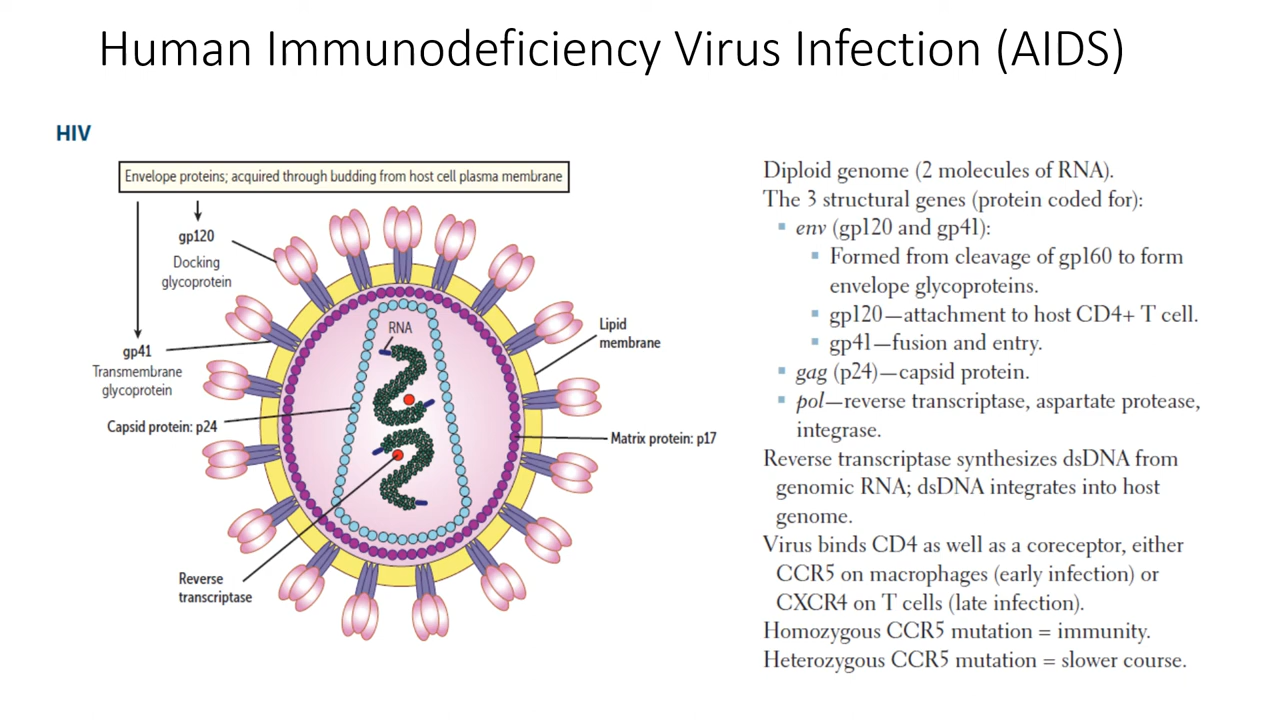 Human Immunodeficiency Virus Infection (AIDS)
HIV
Envelope proteins; acquired through budding from host cell plasma membrane
gp120
Docking
glycoprotein
gp41
Transmembrane
glycoprotein
Capsid protein: p24
Reverse
transcriptase
RNA
Lipid
membrane
Matrix protein: p17
Diploid genome (2 molecules of RNA).
The 3 structural genes (protein coded for):
▪ env (gp120 and gp41):
▪ Formed from cleavage of gp160 to form
envelope glycoproteins.
▪ gp120—attachment to host CD4+ T cell.
▪ gp41—fusion and entry.
▪ gag (p24)—capsid protein.
▪ pol—reverse transcriptase, aspartate protease,
integrase.
Reverse transcriptase synthesizes dsDNA from
genomic RNA; dsDNA integrates into host
genome.
Virus binds CD4 as well as a coreceptor, either
CCR5 on macrophages (early infection) or
CXCR4 on T cells (late infection).
Homozygous CCR5 mutation = immunity.
Heterozygous CCR5 mutation = slower course.